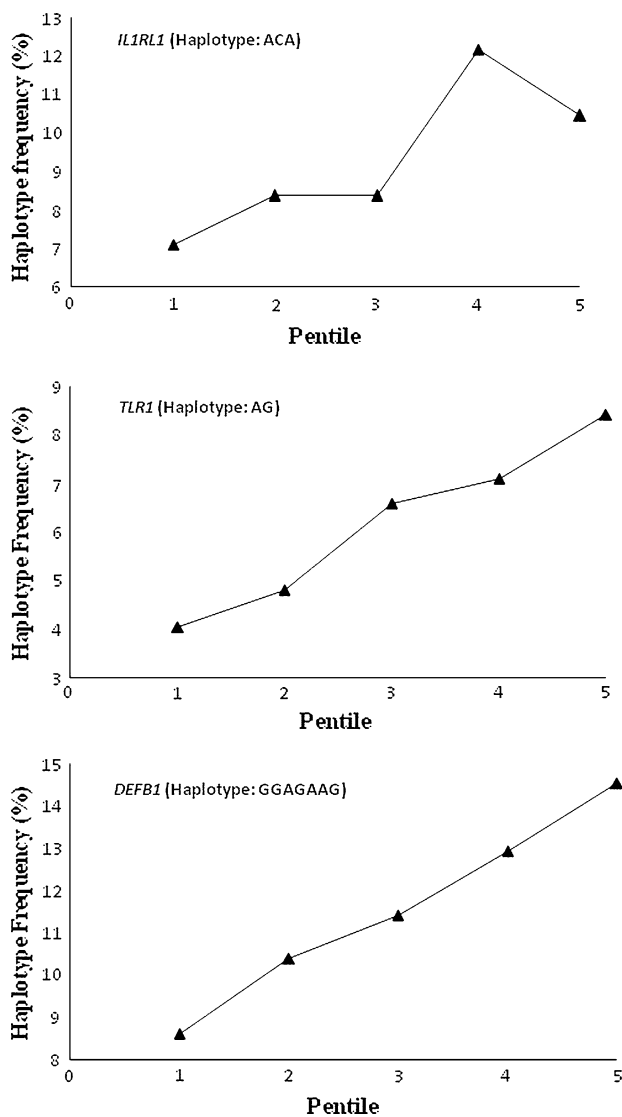 13
12
11
10
9
8
7
6
Haplotype frequency (%)
IL1RL1 (Haplotype: ACA)
0 1 2 3 4 5
Pentile
9
8
7
6
5
4
3
Haplotype Frequency (%)
TLR1 (Haplotype: AG)
0 1 2 3 4 5
Pentile
15
14
13
12
11
10
9
8
Haplotype Frequency (%)
DEFB1 (Haplotype: GGAGAAG)
0 1 2 3 4 5
Pentile